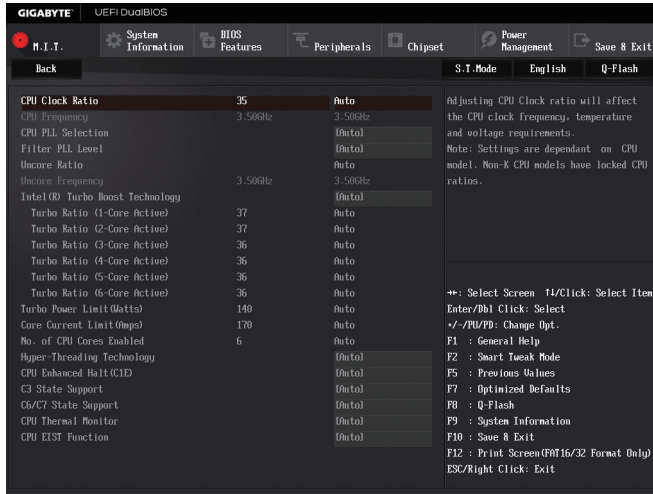 GIGABYTE™ UEFI DualBIOS
M.I.T.
System Information
BIOS Features
Peripherals
Chipset
Power Management
Save & Exit
Back
S.T.Mode English Q-Flash
CPU Clock Ratio 35 Auto
CPU Frequency 3.50GHz 3.50GHz
CPU PLL Selection [Auto]
Filter PLL Level [Auto]
Uncore Ratio Auto
Uncore Frequency 3.50GHz 3.50GHz
Intel(R) Turbo Boost Technology [Auto]
Turbo Ratio (1-Core Active) 37 Auto
Turbo Ratio (2-Core Active) 37 Auto
Turbo Ratio (3-Core Active) 36 Auto
Turbo Ratio (4-Core Active) 36 Auto
Turbo Ratio (5-Core Active) 36 Auto
Turbo Ratio (6-Core Active) 36 Auto
Turbo Power Limit(Watts) 140 Auto
Core Current Limit(Amps) 170 Auto
No. of CPU Cores Enabled 6 Auto
Hyper-Threading Technology [Auto]
CPU Enhanced Halt(C1E) [Auto]
C3 State Support [Auto]
C6/C7 State Support [Auto]
CPU Thermal Monitor [Auto]
CPU EIST Function [Auto]
Adjusting CPU Clock ratio will affect
the CPU clock frequency, temperature
and voltage requirements.
Note: Settings are dependant on CPU
model. Non-K CPU models have locked CPU
ratios.
→←: Select Screen ↑↓/Click: Select Item
Enter/Dbl Click: Select
+/-/PU/PD: Change Opt.
F1 : General Help
F2 : Smart Tweak Mode
F5 : Previous Values
F7 : Optimized Defaults
F8 : Q-Flash
F9 : System Information
F10 : Save & Exit
F12 : Print Screen(FAT16/32 Format Only)
ESC/Right Click: Exit